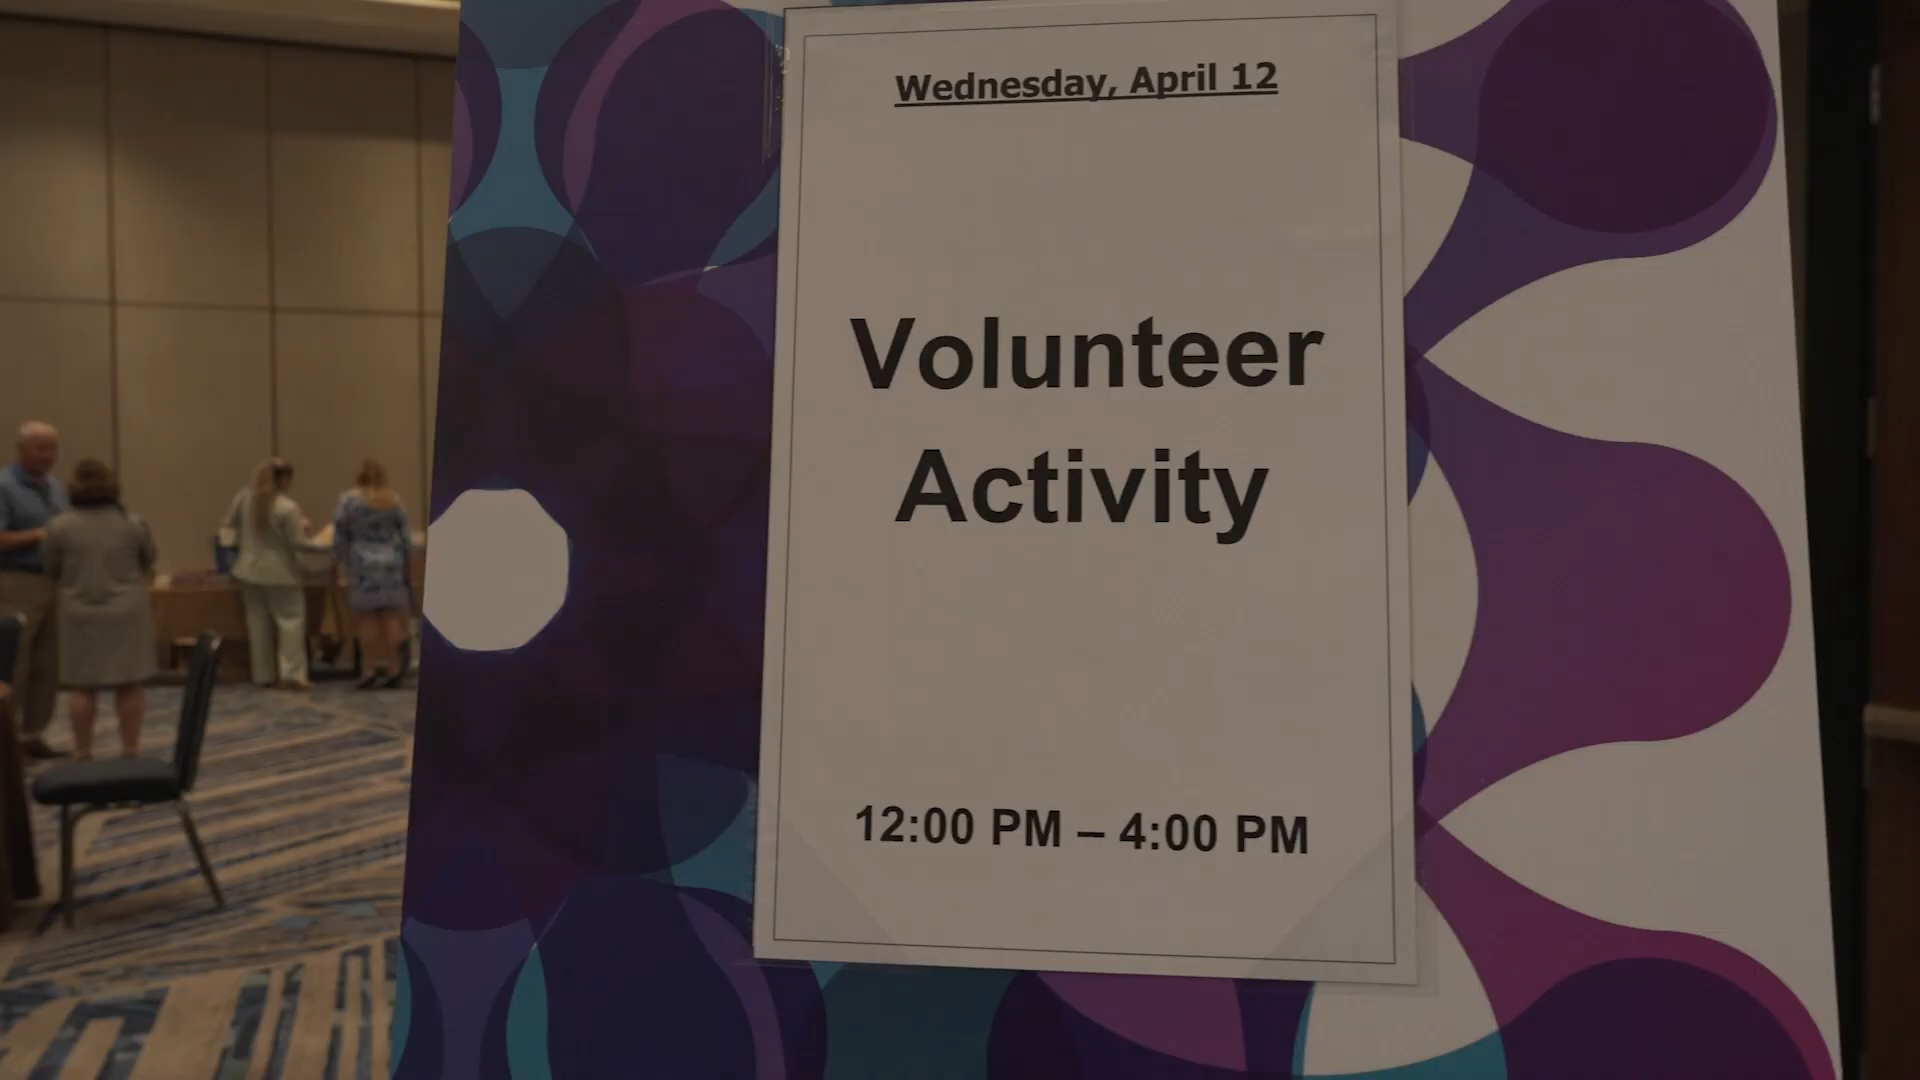 Wednesday, April 12
Volunteer
Activity
12:00 PM – 4:00 PM